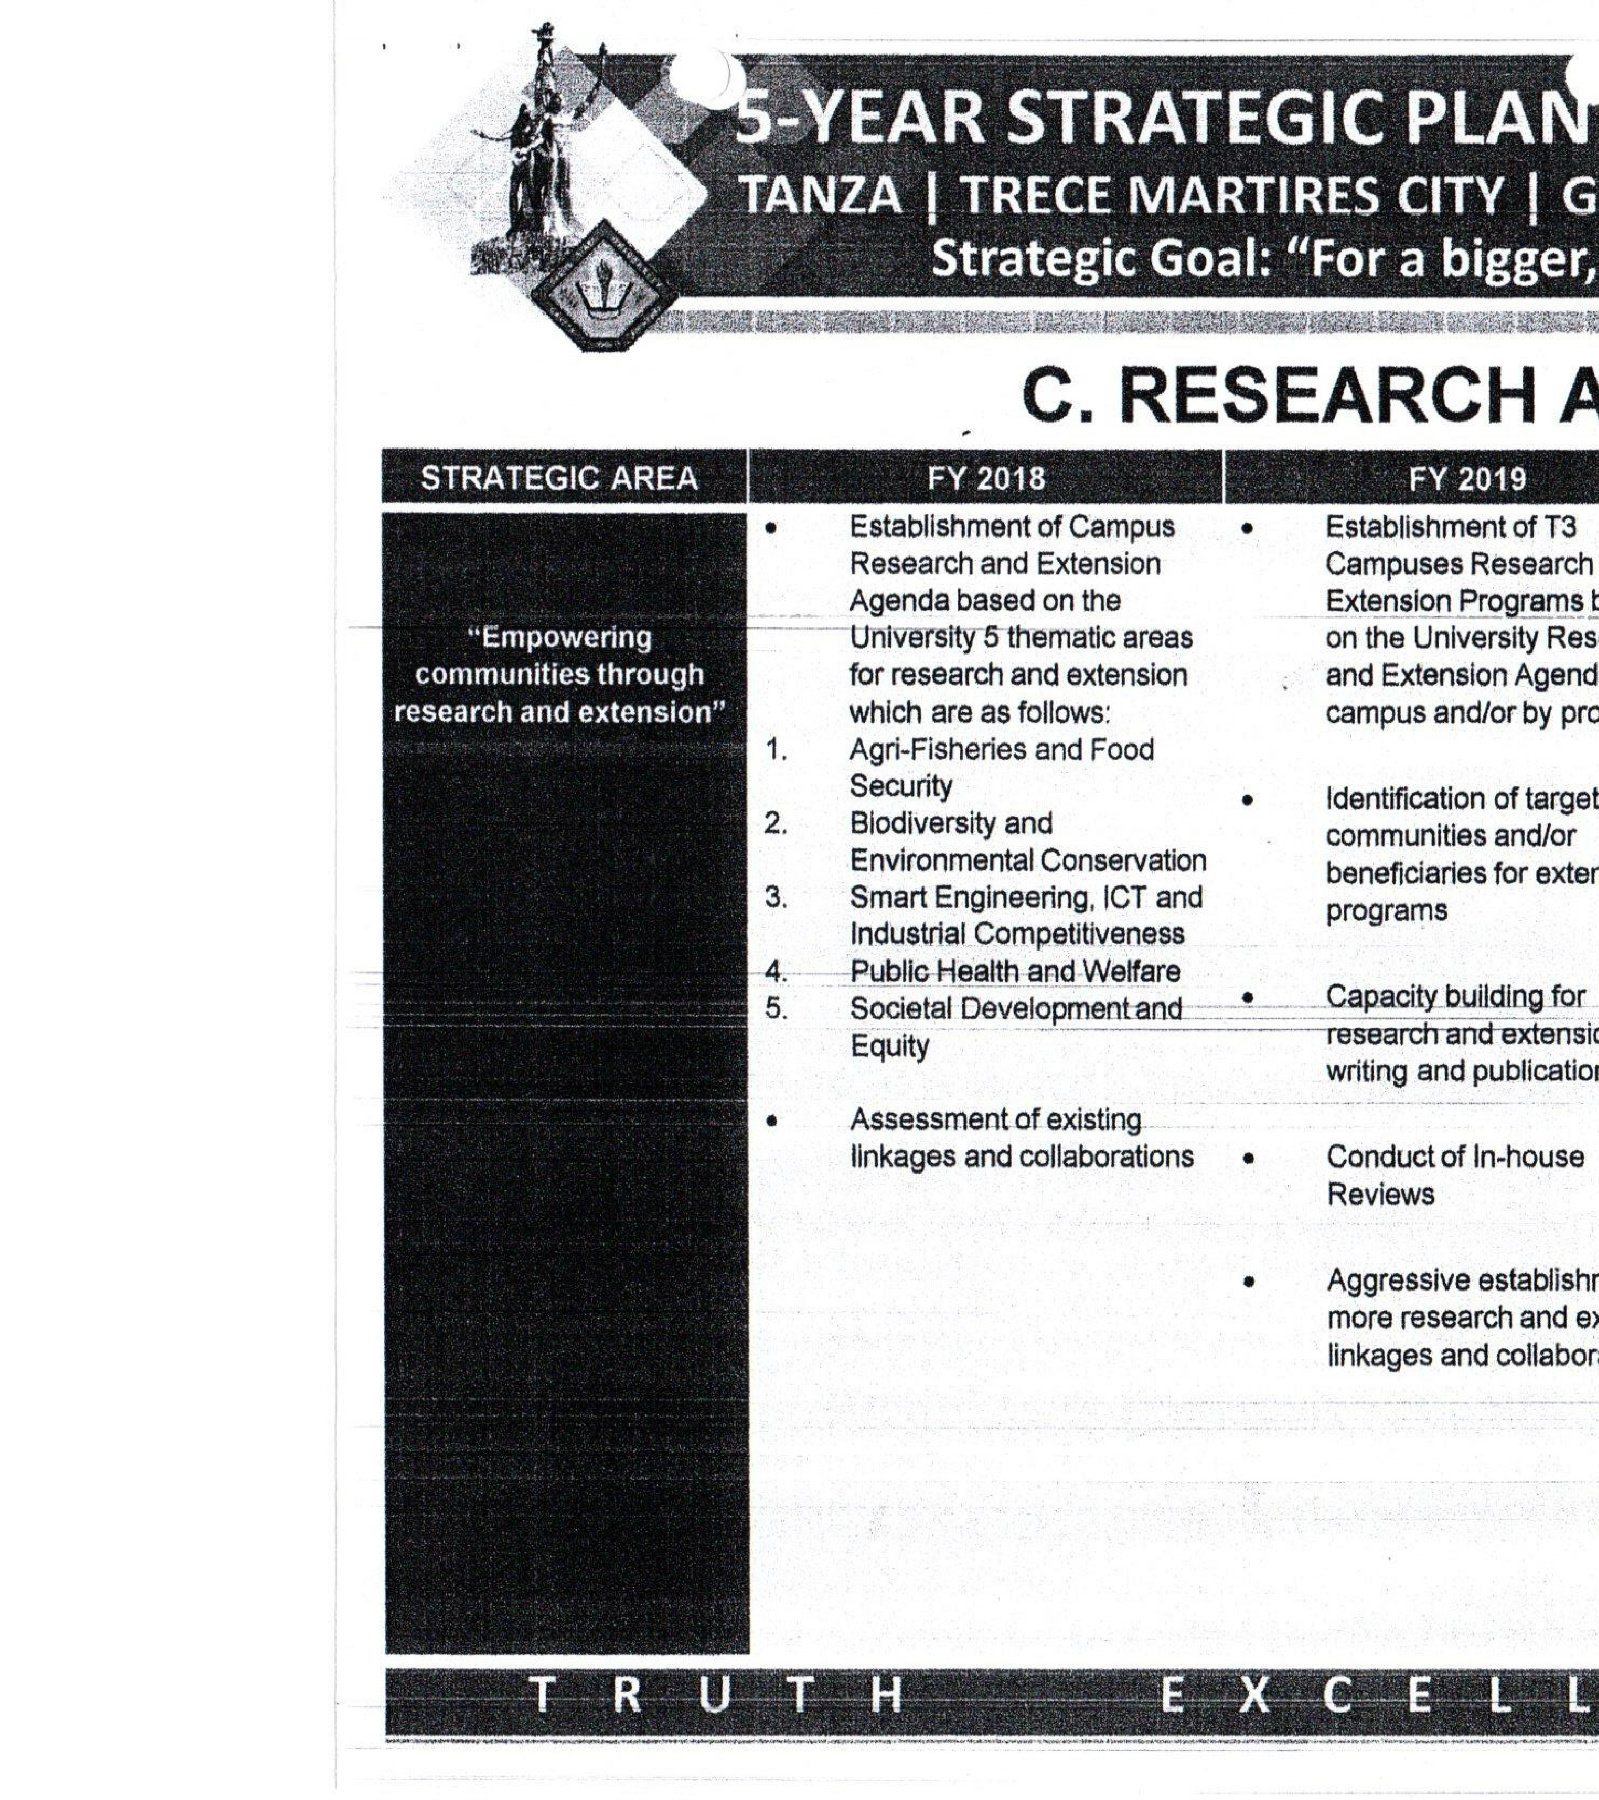 5-YEAR STRATEGIC PLAN
TANZA | TRECE MARTIRES CITY | G
Strategic Goal: “For a bigger,
C. RESEARCH A
STRATEGIC AREA
FY 2018
FY 2019
“Empowering
communities through
research and extension”
• Establishment of Campus
Research and Extension
Agenda based on the
University 5 thematic areas
for research and extension
which are as follows:
1. Agri-Fisheries and Food
Security
2. Biodiversity and
Environmental Conservation
3. Smart Engineering, ICT and
Industrial Competitiveness
4. Public Health and Welfare
5. Societal Development and
Equity
• Assessment of existing
linkages and collaborations
• Establishment of T3
Campuses Research
Extension Programs b
on the University Res
and Extension Agend
campus and/or by pro
• Identification of target
communities and/or
beneficiaries for exten
programs
• Capacity building for
research and extensio
writing and publication
• Conduct of In-house
Reviews
• Aggressive establishm
more research and ex
linkages and collabora
TRUTH EXCELL